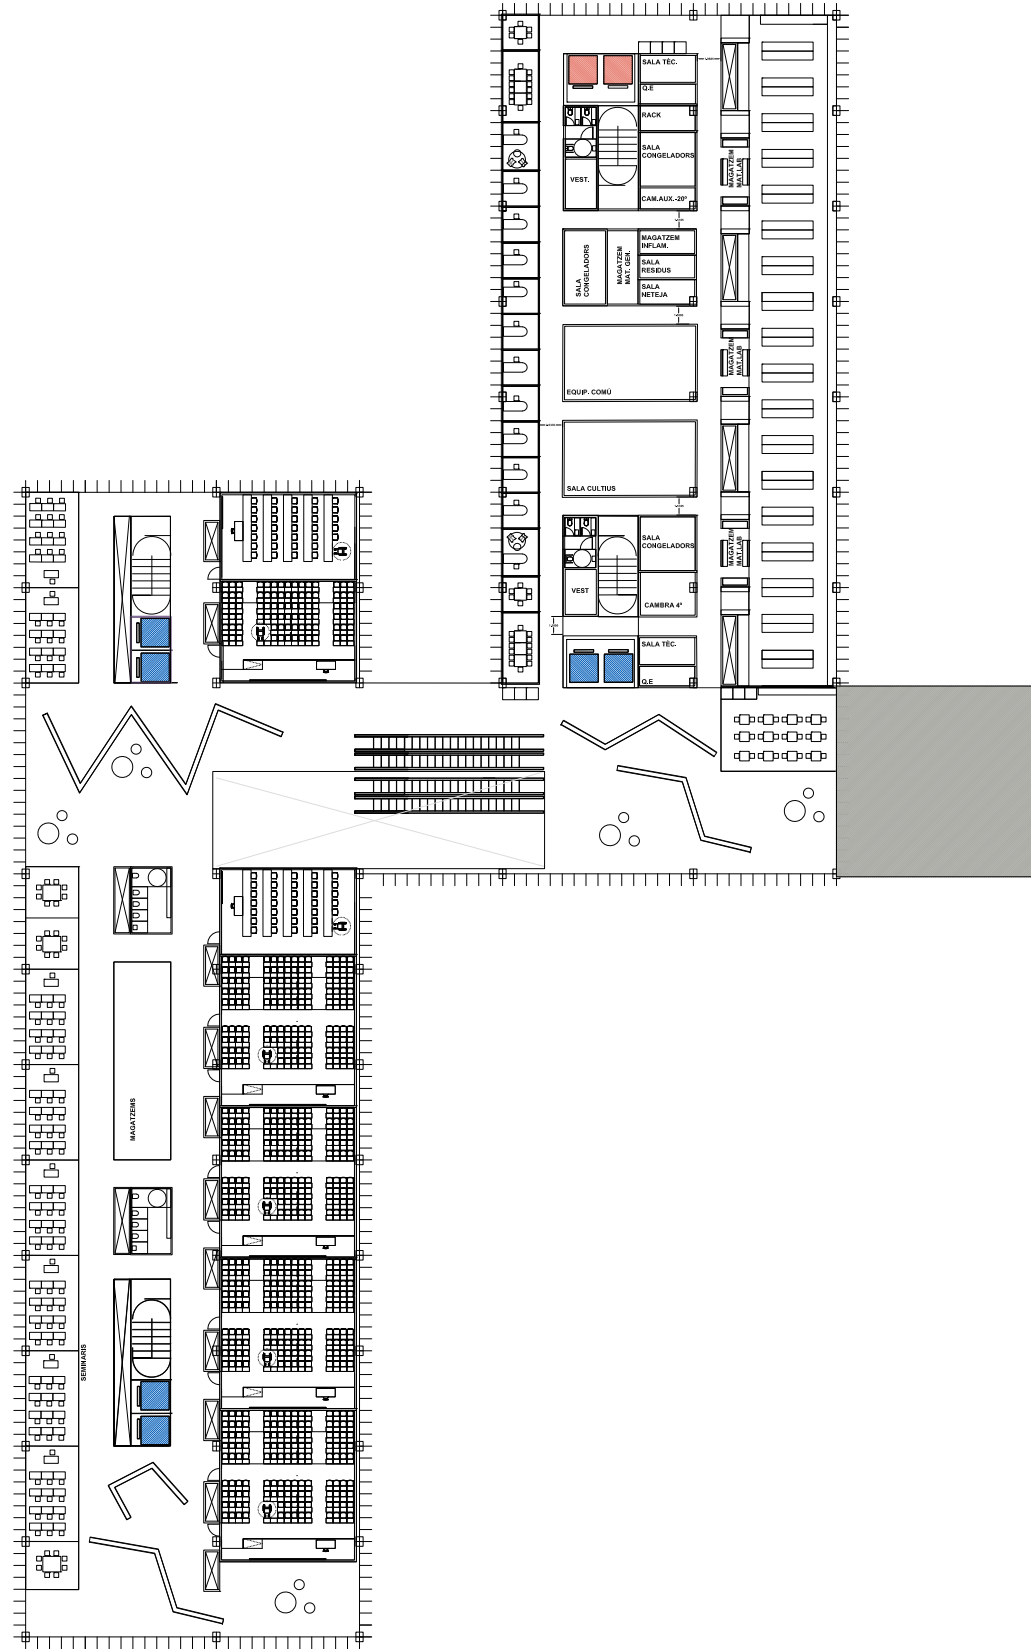 SALA TÈC.
Q.E
RACK
SALA
CONGELADORS
VEST.
CAM.AUX.-20º
MAGATZEM
MAT.LAB
SALA
CONGELADORS
MAGATZEM
MAT. GEN.
MAGATZEM
INFLAM.
SALA
RESIDUS
SALA
NETEJA
MAGATZEM
MAT.LAB
EQUIP. COMÚ
SALA CULTIUS
SALA
CONGELADORS
MAGATZEM
MAT.LAB
VEST
CAMBRA 4º
SALA TÈC.
Q.E
MAGATZEMS
SEMINARIS